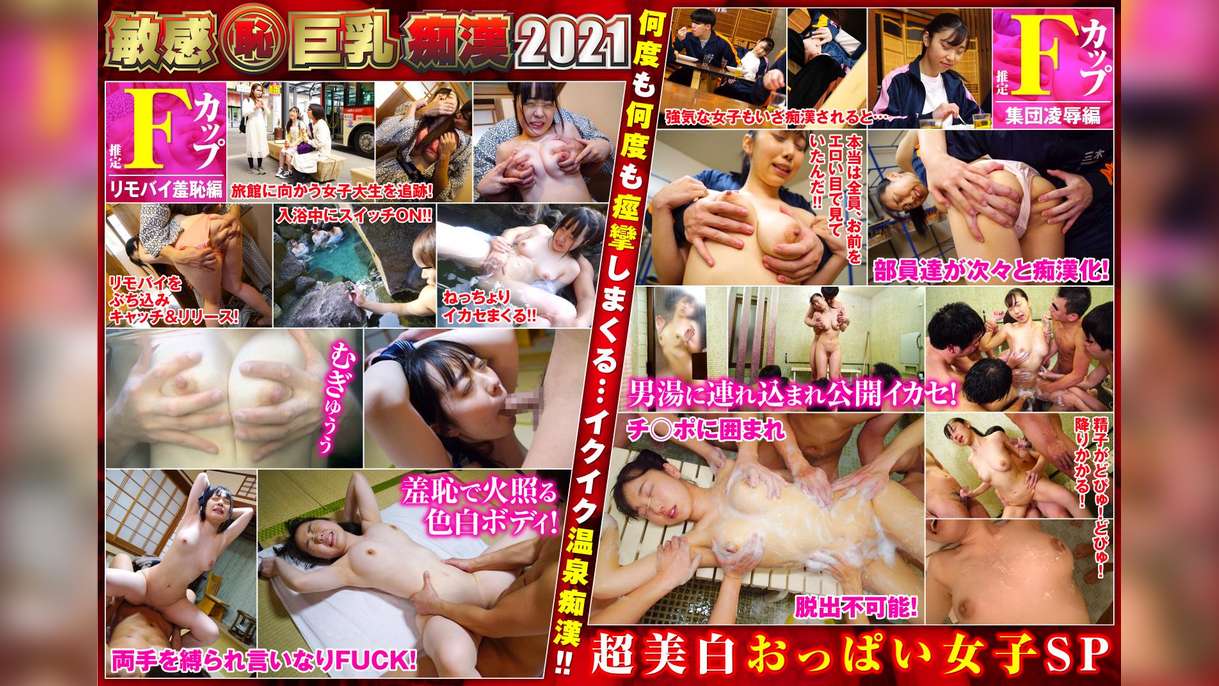 敏感㊙恥巨乳痴漢2021
推定
Fカップ
リモバイ羞恥編
旅館に向かう女子大生を追跡!
リモバイを
ぶち込み
キャッチ&リリース!
入浴中にスイッチON!!
ねっちょり
イカセまくる!!
むぎゅうぅ
両手を縛られ言いなりFUCK!
羞恥で火照る
色白ボディ!
何度も何度も痙攣しまくる…イクイク温泉痴漢!!
強気な女子もいざ痴漢されると…
推定
Fカップ
集団凌辱編
本当は全員、お前を
エロい目で見て
いたんだ!!
三木
部員達が次々と痴漢化!
男湯に連れ込まれ公開イカセ!
チ○ポに囲まれ
脱出不可能!
精子がどぴゅ!どぴゅ!
降りかかる!
超美白おっぱい女子SP